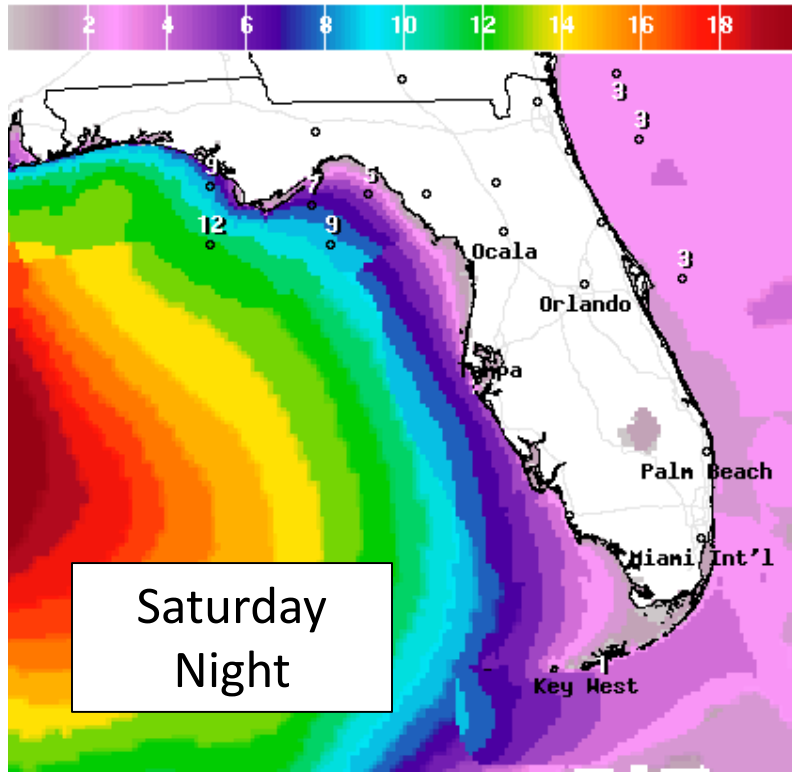 2 4 6 8 10 12 14 16 18
3
3
9
7 5
12 9
3
Ocala
Orlando
Tampa
Palm Beach
Miami Int'l
Saturday
Night
Key West